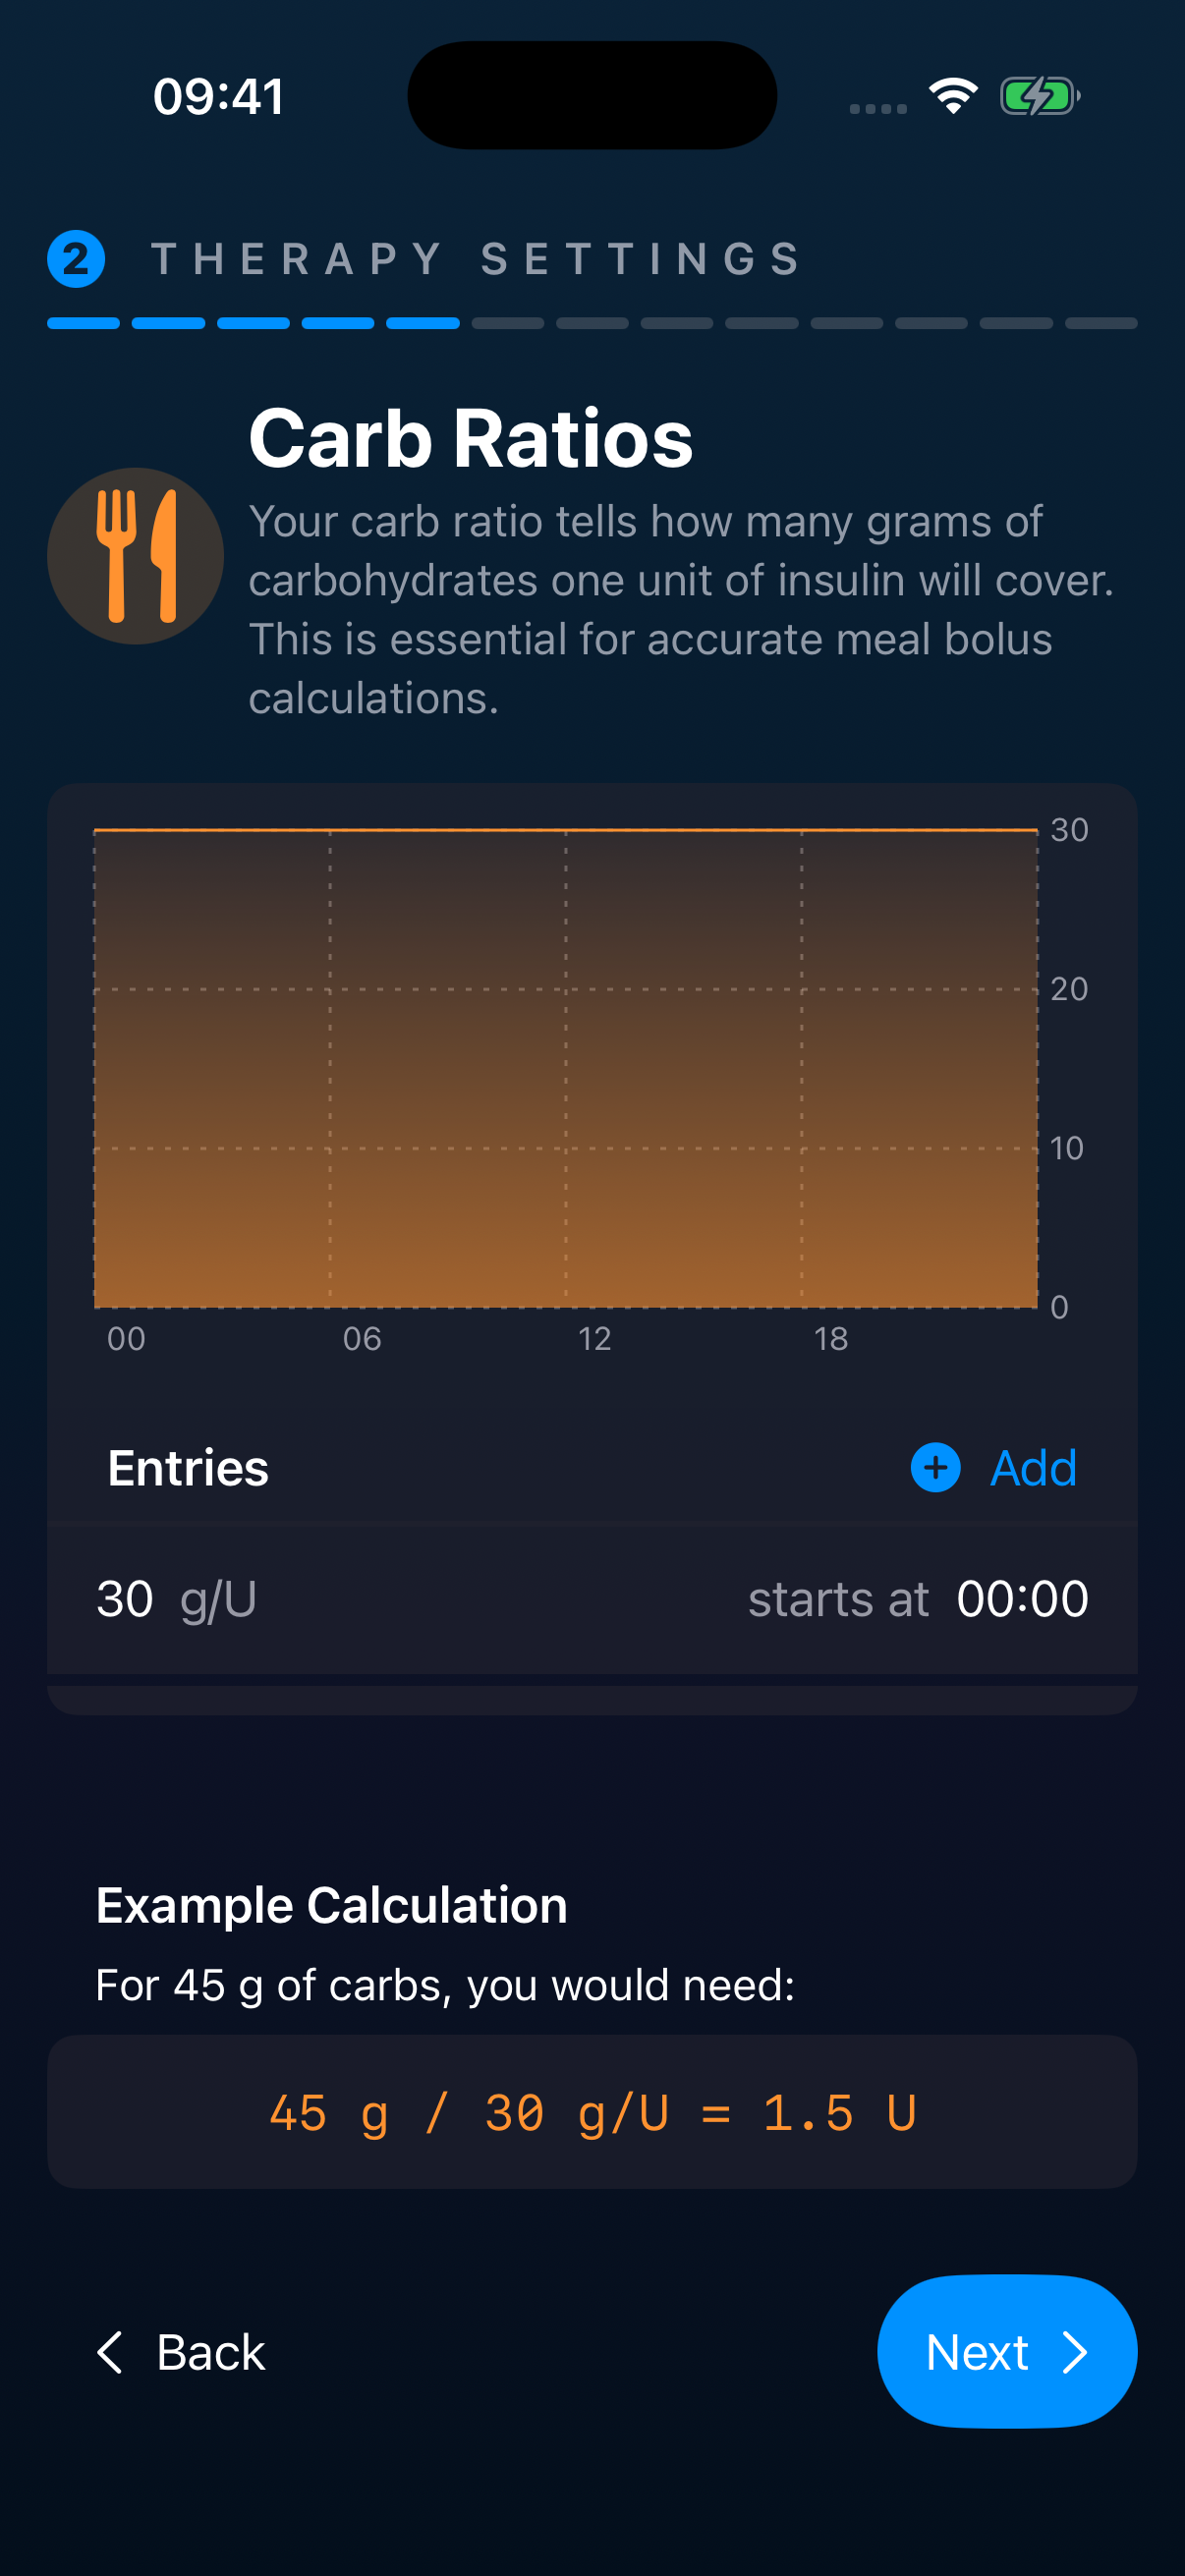 09:41
2 THERAPY SETTINGS
Carb Ratios
Your carb ratio tells how many grams of
carbohydrates one unit of insulin will cover.
This is essential for accurate meal bolus
calculations.
30
20
10
0
00 06 12 18
Entries Add
30 g/U starts at 00:00
Example Calculation
For 45 g of carbs, you would need:
45 g / 30 g/U = 1.5 U
Back Next